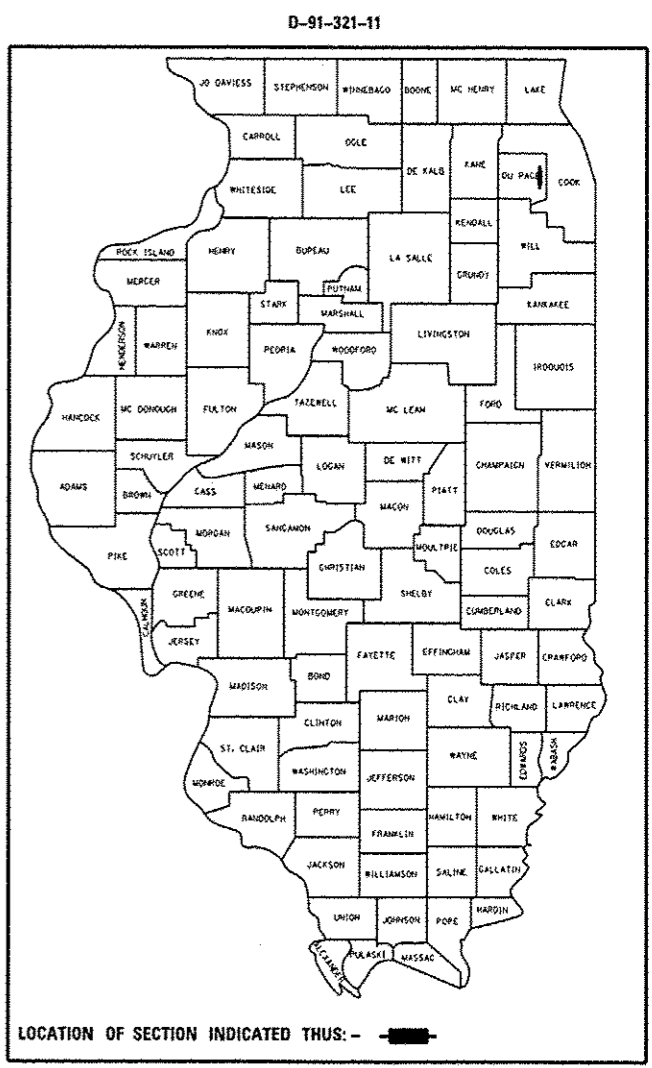 D-91-321-11
JO DAVIESS STEPHENSON WINNEBAGO BOONE MC HENRY LAKE
CARROLL OGLE DE KALB KANE DU PAGE COOK
WHITESIDE LEE KENDALL WILL
ROCK ISLAND HENRY BUREAU LA SALLE GRUNDY
MERCER PUTNAM KANKAKEE
STARK MARSHALL
HENDERSON WARREN KNOX PEORIA WOODFORD LIVINGSTON IROQUOIS
HANCOCK MC DONOUGH FULTON TAZEWELL MC LEAN FORD
SCHUYLER MASON LOGAN DE WITT CHAMPAIGN VERMILION
ADAMS BROWN CASS MENARD PIATT
MORGAN SANGAMON MACON DOUGLAS EDGAR
PIKE SCOTT CHRISTIAN MOULTRIE COLES
CALHOUN GREENE MACOUPIN MONTGOMERY SHELBY CUMBERLAND CLARK
JERSEY FAYETTE EFFINGHAM JASPER CRAWFORD
MADISON BOND
CLINTON MARION CLAY RICHLAND LAWRENCE
ST. CLAIR WAYNE EDWARDS WABASH
MONROE WASHINGTON JEFFERSON
RANDOLPH PERRY HAMILTON WHITE
FRANKLIN
JACKSON WILLIAMSON SALINE GALLATIN
UNION JOHNSON POPE HARDIN
ALEXANDER PULASKI MASSAC
LOCATION OF SECTION INDICATED THUS: -